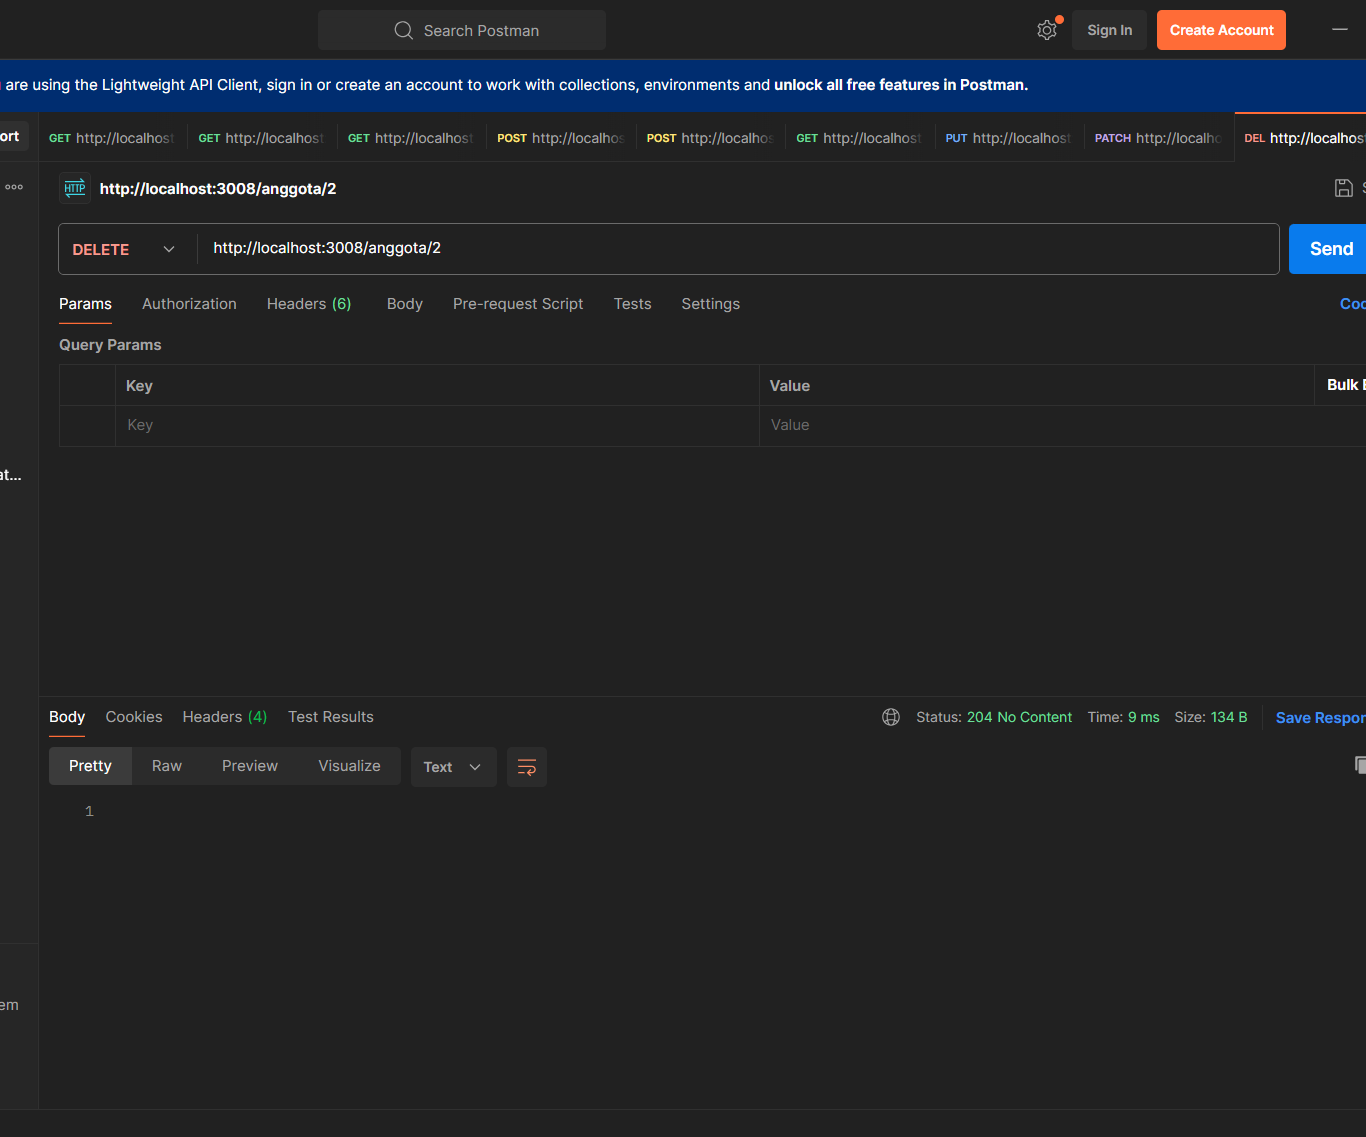 Search Postman
Sign In
Create Account
are using the Lightweight API Client, sign in or create an account to work with collections, environments and unlock all free features in Postman.
ort
GET http://localhost
GET http://localhost
GET http://localhost
POST http://localhos
POST http://localhos
GET http://localhost
PUT http://localhost
PATCH http://localho
DEL http://localhost
HTTP
http://localhost:3008/anggota/2
DELETE
http://localhost:3008/anggota/2
Send
Params
Authorization
Headers (6)
Body
Pre-request Script
Tests
Settings
Coo
Query Params
Key
Value
Bulk E
Key
Value
at...
Body
Cookies
Headers (4)
Test Results
Status: 204 No Content
Time: 9 ms
Size: 134 B
Save Respon
Pretty
Raw
Preview
Visualize
Text
1
em